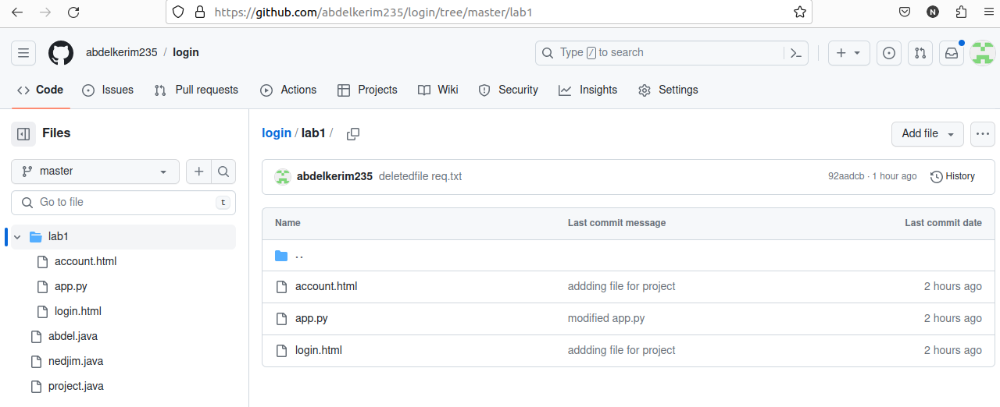 https://github.com/abdelkerim235/login/tree/master/lab1
N
abdelkerim235 / login
Type / to search
Code Issues Pull requests Actions Projects Wiki Security Insights Settings
Files
master
Go to file t
lab1
account.html
app.py
login.html
abdel.java
nedjim.java
project.java
login / lab1 /
Add file
abdelkerim235 deletedfile req.txt 92aadcb · 1 hour ago History
Name Last commit message Last commit date
..
account.html addding file for project 2 hours ago
app.py modified app.py 2 hours ago
login.html addding file for project 2 hours ago